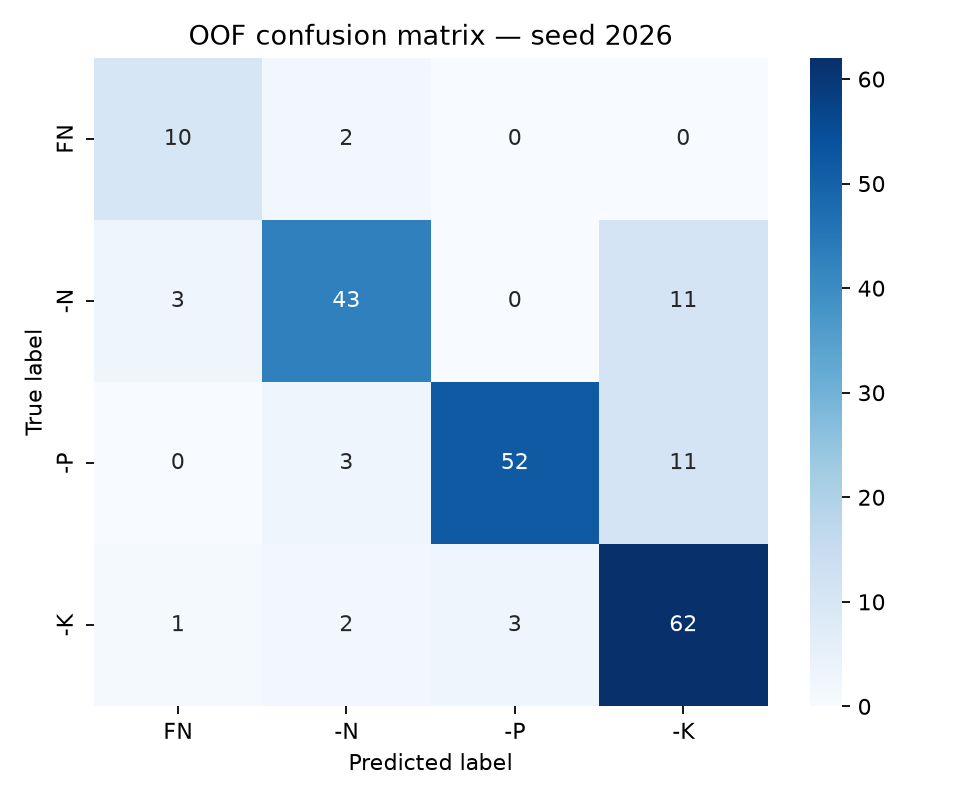 OOF confusion matrix — seed 2026
FN 10 2 0 0
-N 3 43 0 11
-P 0 3 52 11
-K 1 2 3 62
FN -N -P -K
Predicted label
True label
60
50
40
30
20
10
0